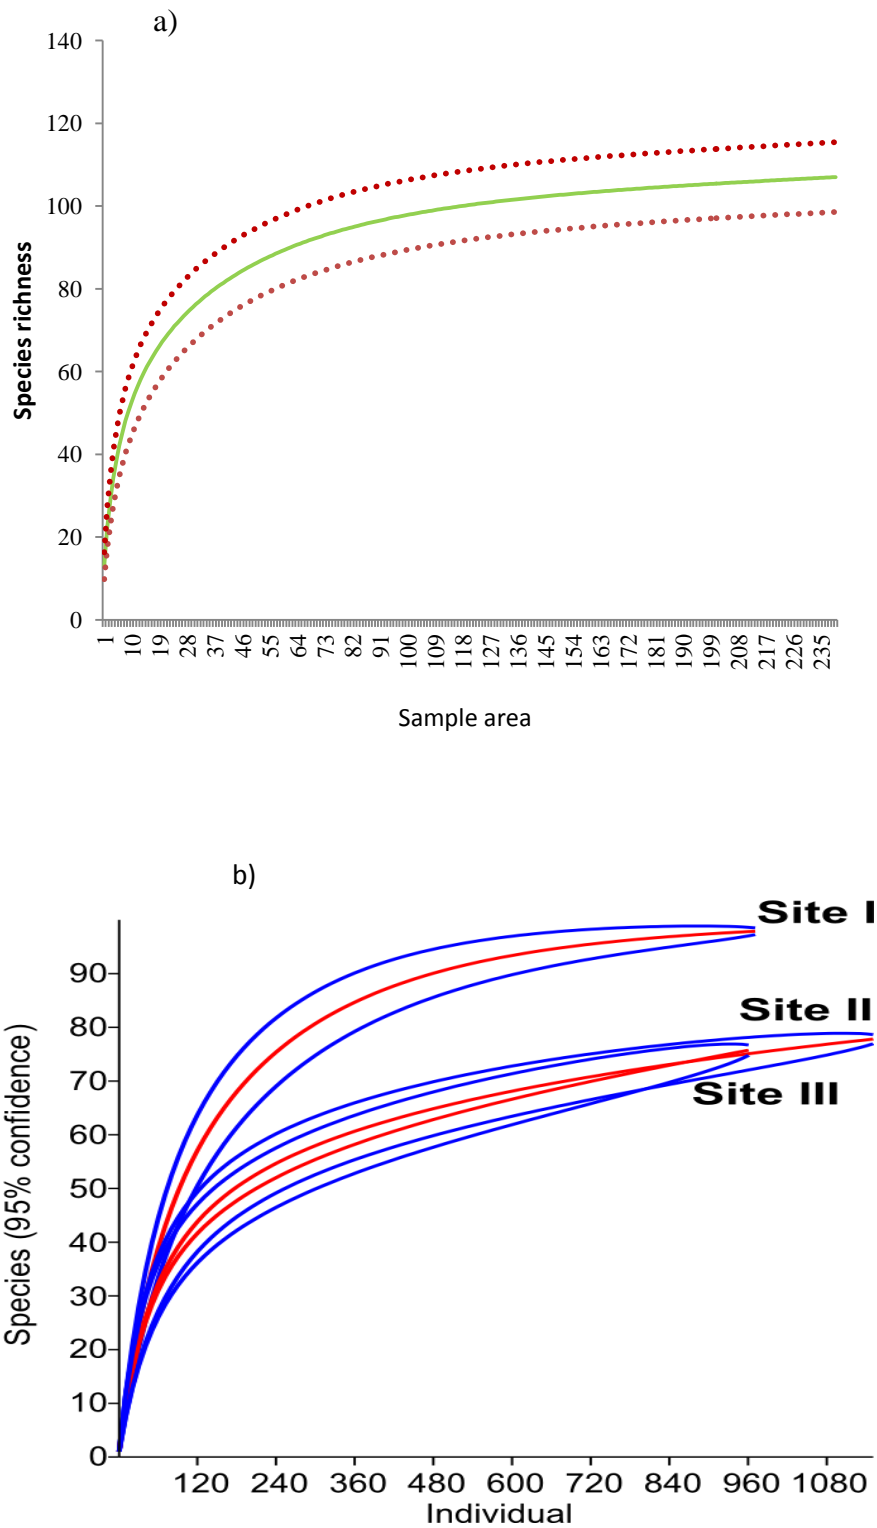 a)
140
120
100
80
60
40
20
0
Species richness
1 10 19 28 37 46 55 64 73 82 91 100 109 118 127 136 145 154 163 172 181 190 199 208 217 226 235
Sample area
b)
Site I
Site II
Site III
90
80
70
60
50
40
30
20
10
0
Species (95% confidence)
120 240 360 480 600 720 840 960 1080
Individual